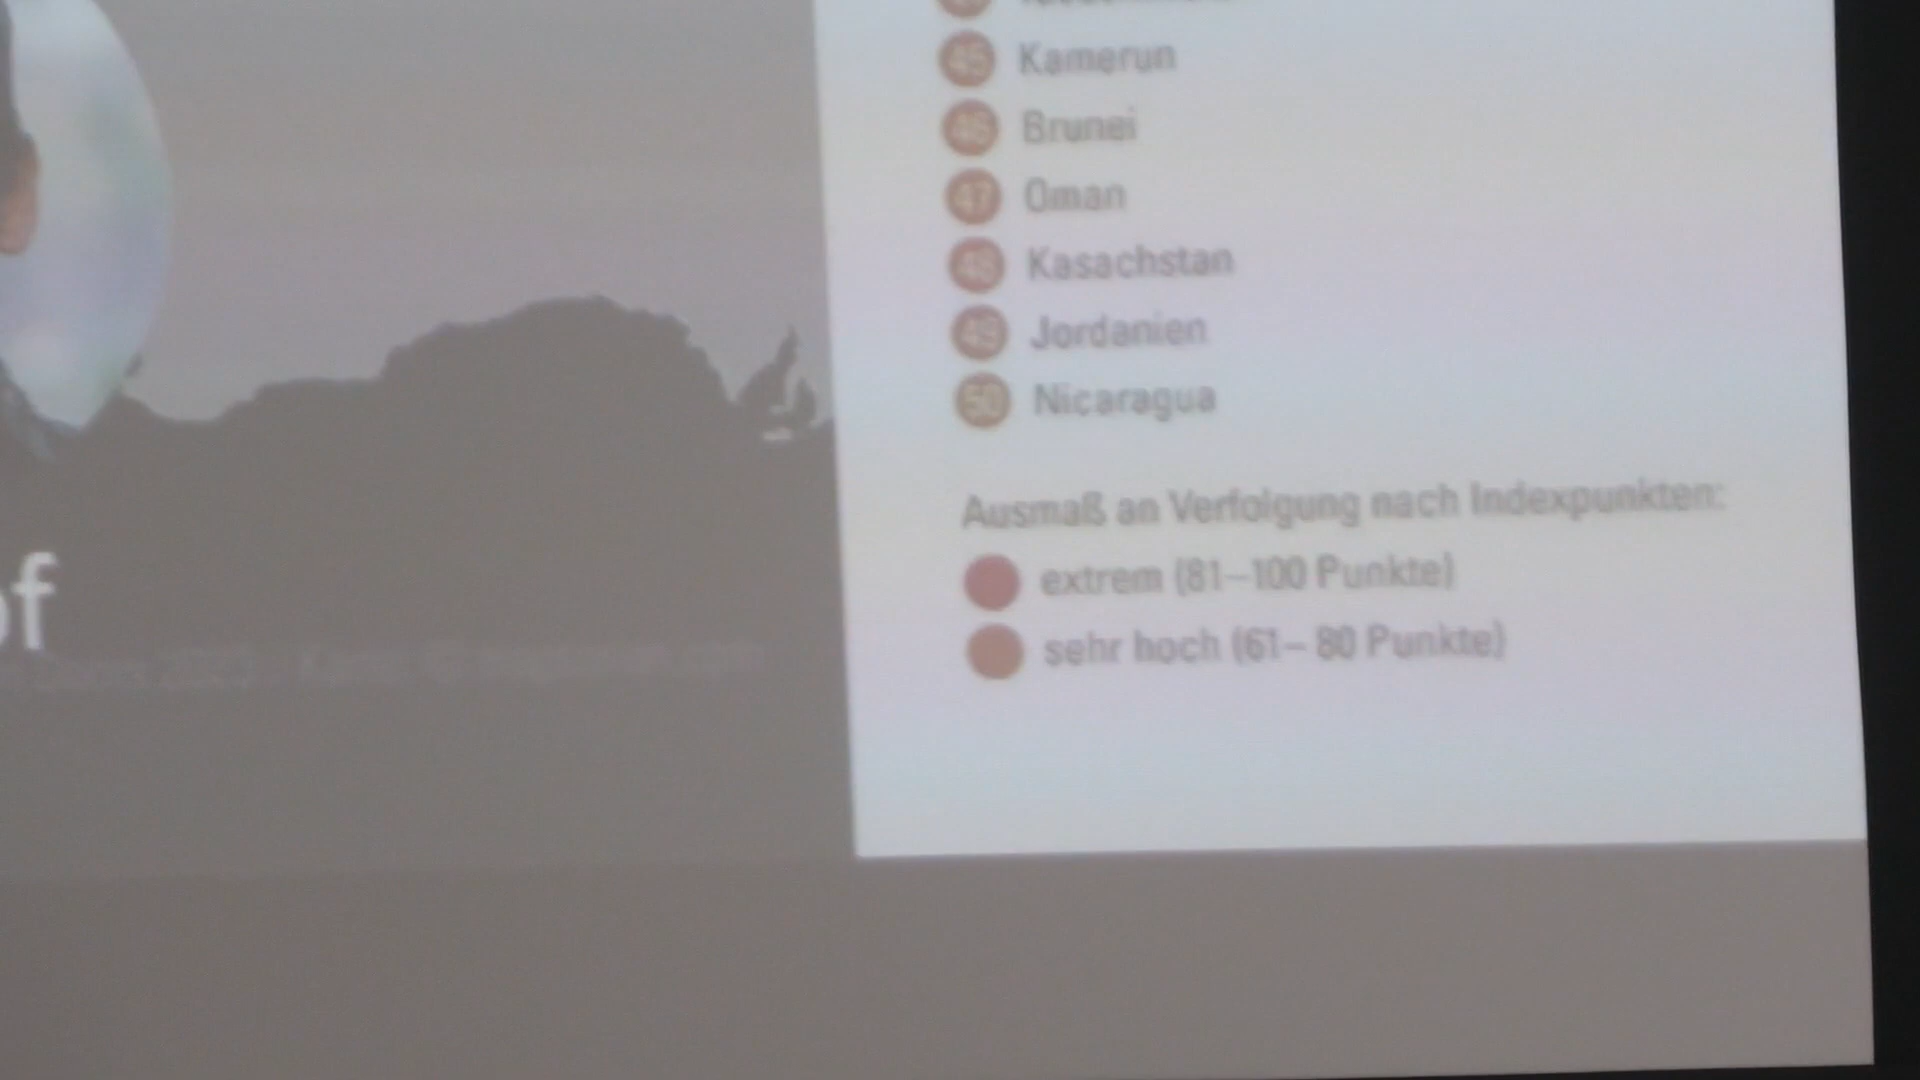 45 Kamerun
46 Brunei
47 Oman
48 Kasachstan
49 Jordanien
50 Nicaragua
Ausmaß an Verfolgung nach Indexpunkten:
extrem (81–100 Punkte)
sehr hoch (61– 80 Punkte)
of